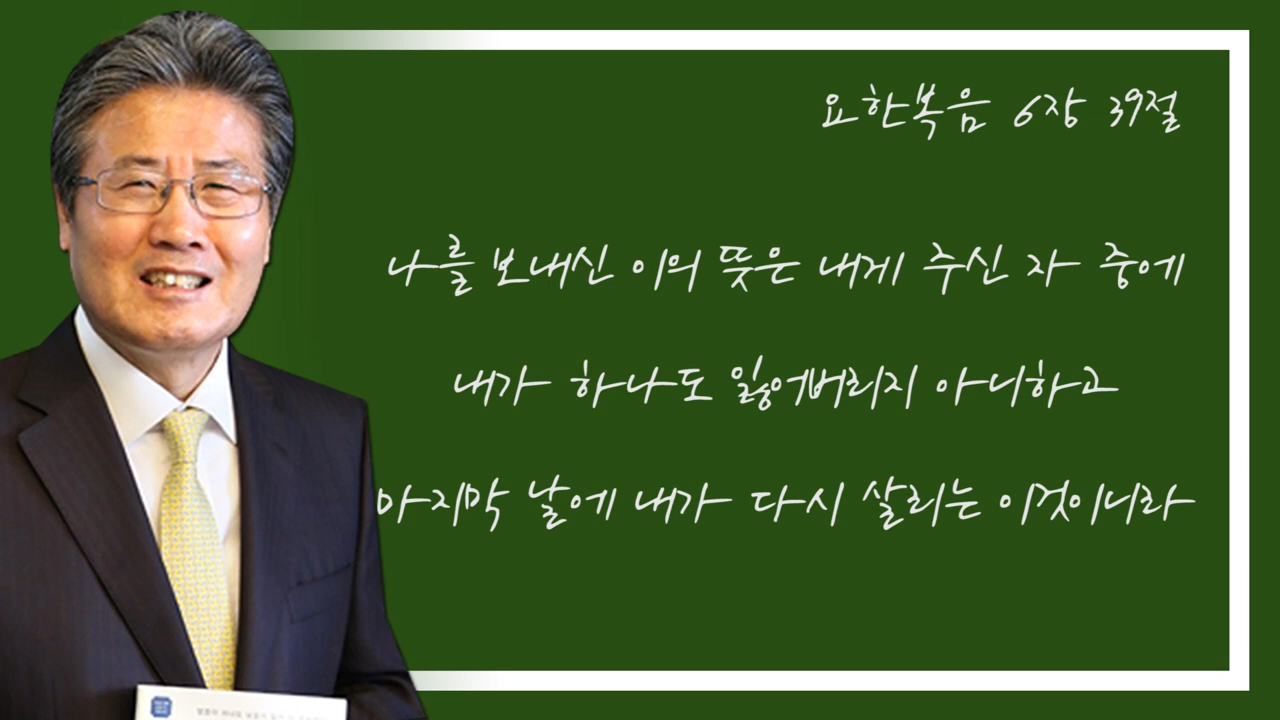 요한복음 6장 39절
나를 보내신 이의 뜻은 내게 주신 자 중에
내가 하나도 잃어버리지 아니하고
마지막 날에 내가 다시 살리는 이것이니라